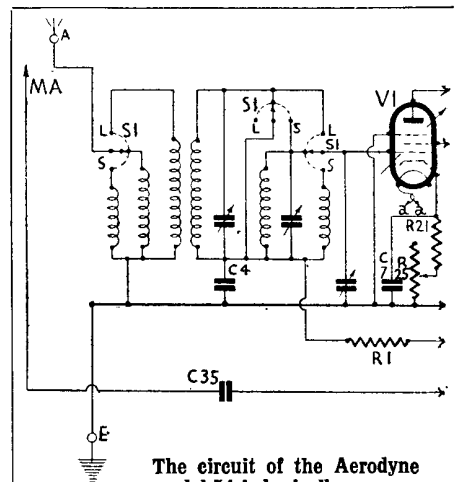 A
MA
L
S1
S
S1
L
S
L
S1
S
V1
a a
R21
C4
C
7
R
25
R1
C35
E
The circuit of the Aerodyne